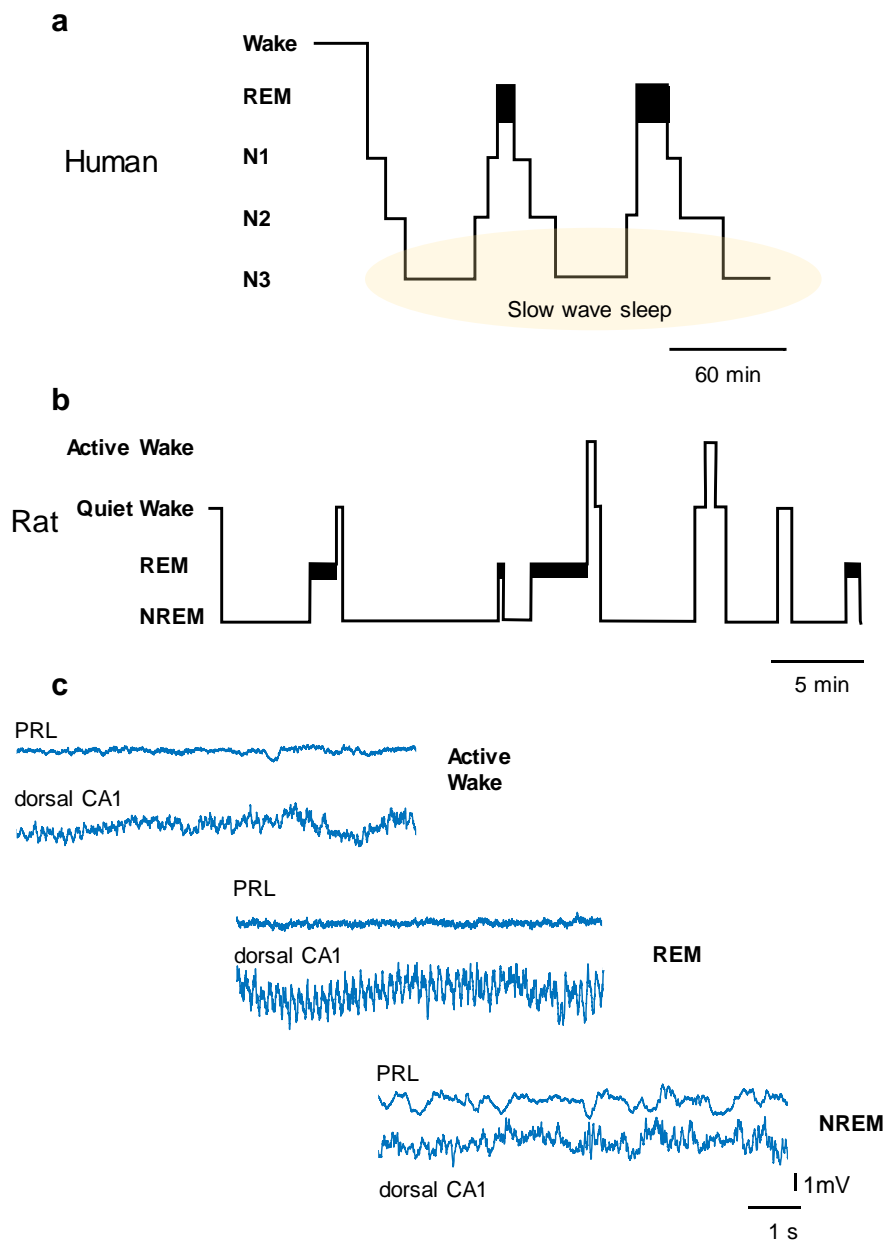 a
Wake
REM
Human
N1
N2
N3
Slow wave sleep
60 min
b
Active Wake
Rat
Quiet Wake
REM
NREM
5 min
c
PRL
Active
Wake
dorsal CA1
PRL
dorsal CA1
REM
PRL
NREM
dorsal CA1
1mV
1 s